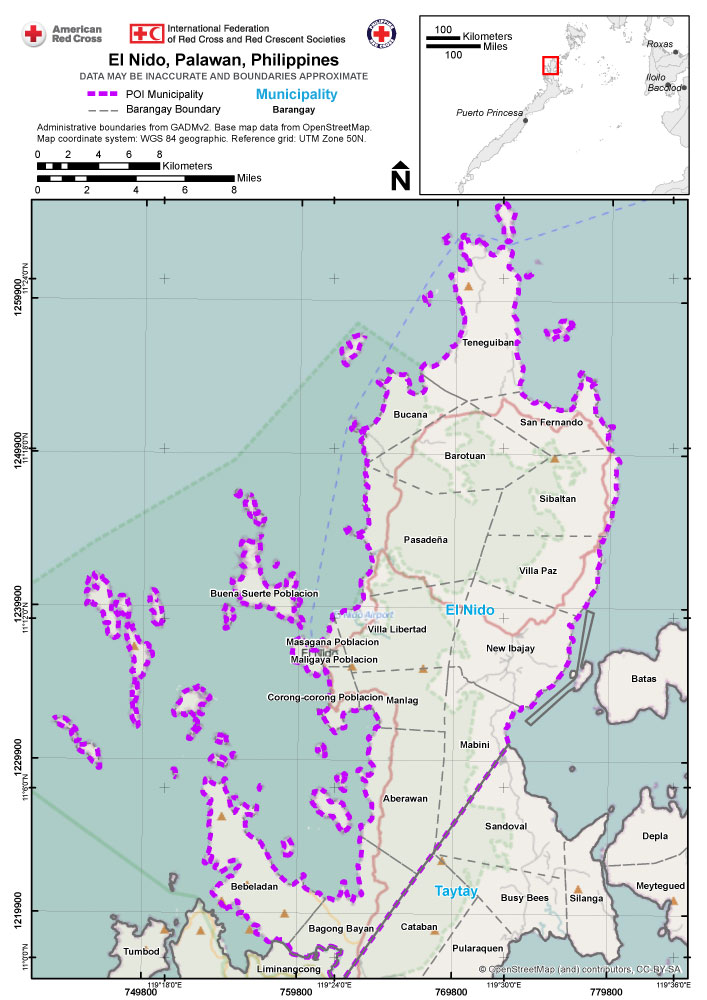 American
Red Cross
International Federation
of Red Cross and Red Crescent Societies
PHILIPPINE
RED CROSS
El Nido, Palawan, Philippines
DATA MAY BE INACCURATE AND BOUNDARIES APPROXIMATE
POI Municipality
Municipality
Barangay Boundary
Barangay
Administrative boundaries from GADMv2. Base map data from OpenStreetMap.
Map coordinate system: WGS 84 geographic. Reference grid: UTM Zone 50N.
0 2 4 6 8
Kilometers
Miles
0 2 4 6 8
N
100
Kilometers
Miles
100
Roxas
Iloilo
Bacolod
Puerto Princesa
1259900
11°24'0"N
Teneguiban
Bucana
San Fernando
1249900
11°18'0"N
Barotuan
Sibaltan
Pasadeña
Villa Paz
Buena Suerte Poblacion
1239900
11°12'0"N
El Nido
El Nido Airport
Villa Libertad
Masagana Poblacion
El Nido
Maligaya Poblacion
New Ibajay
Batas
Corong-corong Poblacion
Manlag
Mabini
1229900
11°6'0"N
Aberawan
Sandoval
Depla
Bebeladan
Taytay
Meytegued
Busy Bees
Silanga
1219900
Bagong Bayan
Cataban
Tumbod
Pularaquen
11°0'0"N
Liminangcong
© OpenStreetMap (and) contributors, CC-BY-SA
749800
119°18'0"E
759800
119°24'0"E
769800
119°30'0"E
779800
119°36'0"E